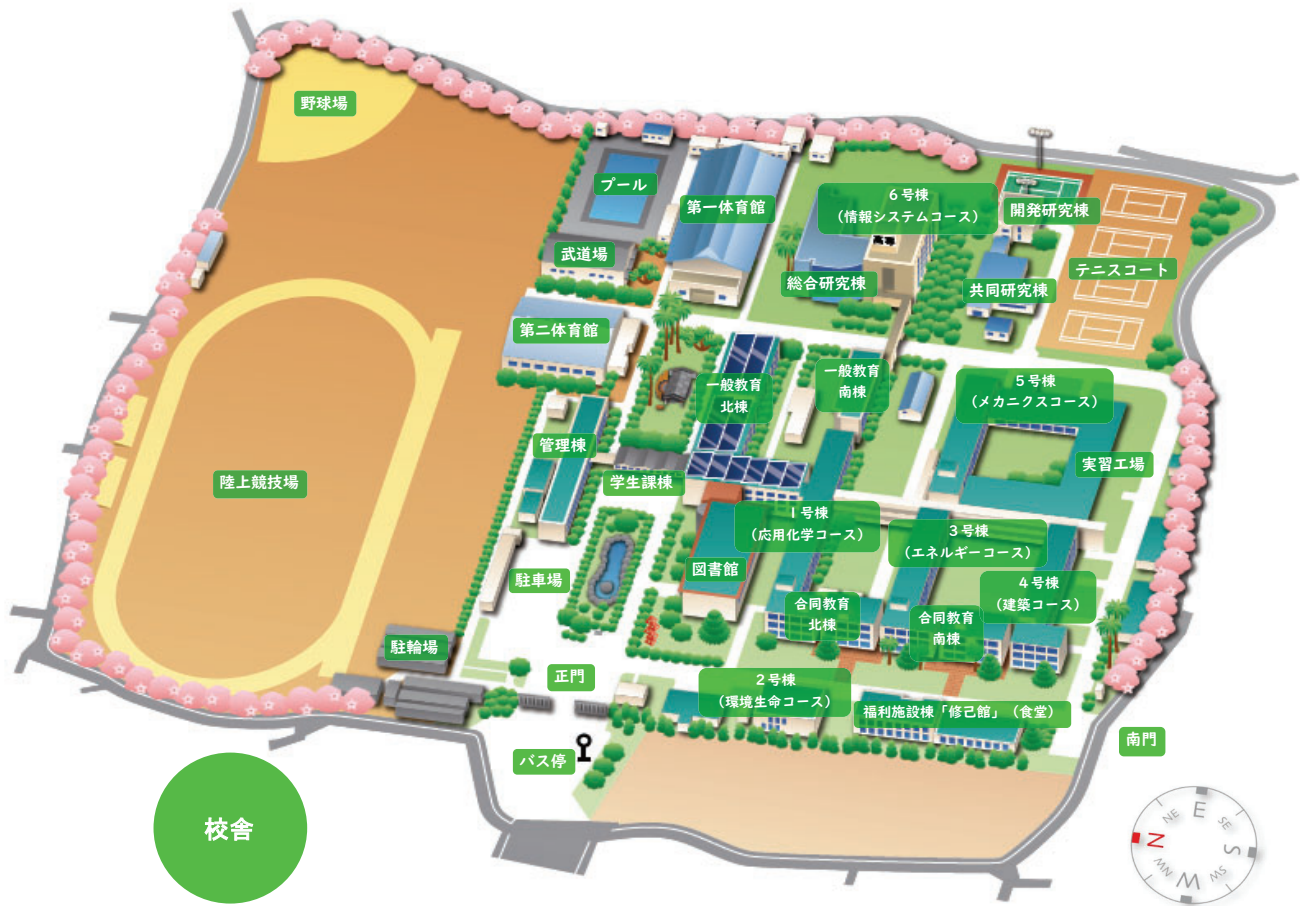 野球場
プール
第一体育館
6号棟
(情報システムコース)
高専
開発研究棟
武道場
総合研究棟
共同研究棟
テニスコート
第二体育館
一般教育
北棟
一般教育
南棟
5号棟
(メカニクスコース)
管理棟
実習工場
陸上競技場
学生課棟
1号棟
(応用化学コース)
3号棟
(エネルギーコース)
図書館
駐車場
4号棟
(建築コース)
合同教育
北棟
合同教育
南棟
駐輪場
正門
2号棟
(環境生命コース)
福利施設棟「修己館」(食堂)
南門
バス停
校舎
N
NE
E
SE
S
SW
W
NW